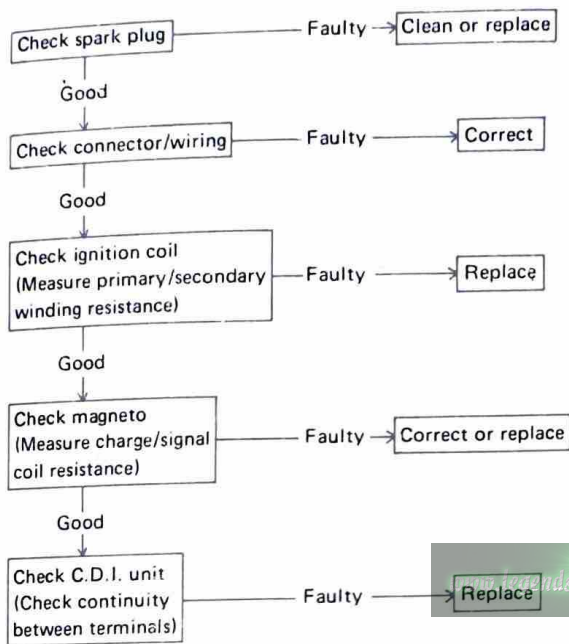 Check spark plug
Faulty
Clean or replace
Good
Check connector/wiring
Faulty
Correct
Good
Check ignition coil
(Measure primary/secondary
winding resistance)
Faulty
Replace
Good
Check magneto
(Measure charge/signal
coil resistance)
Faulty
Correct or replace
Good
Check C.D.I. unit
(Check continuity
between terminals)
Faulty
Replace